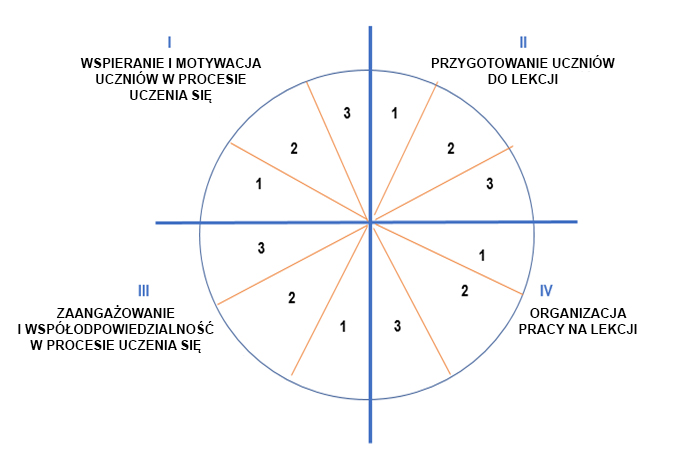 I
WSPIERANIE I MOTYWACJA
UCZNIÓW W PROCESIE
UCZENIA SIĘ
II
PRZYGOTOWANIE UCZNIÓW
DO LEKCJI
3
1
2
2
1
3
3
1
2
2
1
3
III
ZAANGAŻOWANIE
I WSPÓŁODPOWIEDZIALNOŚĆ
W PROCESIE UCZENIA SIĘ
IV
ORGANIZACJA
PRACY NA LEKCJI